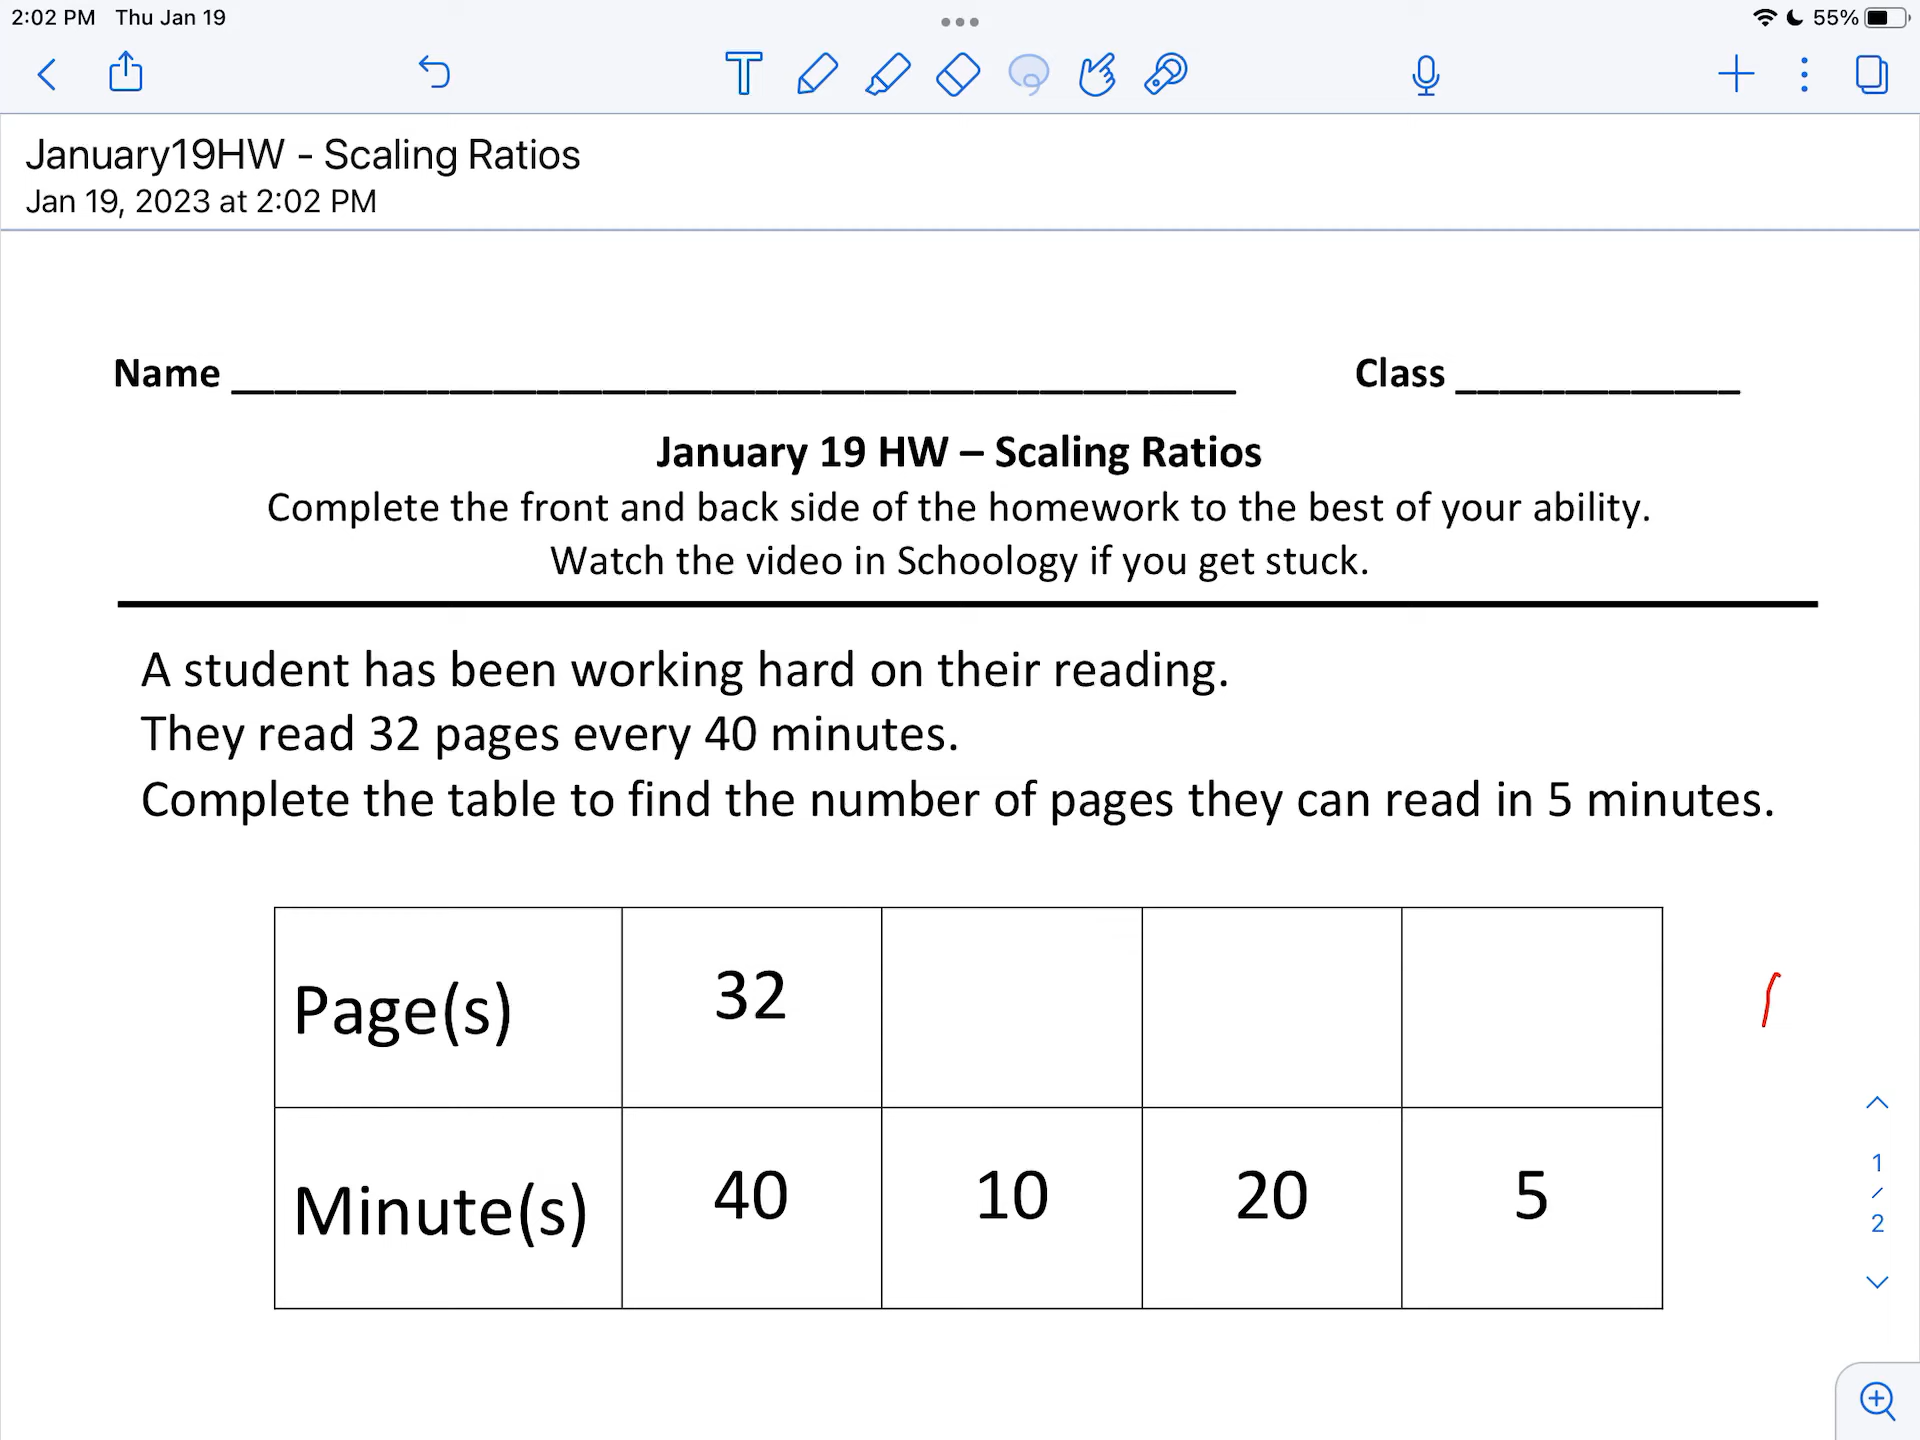 2:02 PM Thu Jan 19
55%
T
January19HW - Scaling Ratios
Jan 19, 2023 at 2:02 PM
Name ______________________________ Class ____________
January 19 HW – Scaling Ratios
Complete the front and back side of the homework to the best of your ability.
Watch the video in Schoology if you get stuck.
A student has been working hard on their reading.
They read 32 pages every 40 minutes.
Complete the table to find the number of pages they can read in 5 minutes.
Page(s) 32
Minute(s) 40 10 20 5
1
/
2